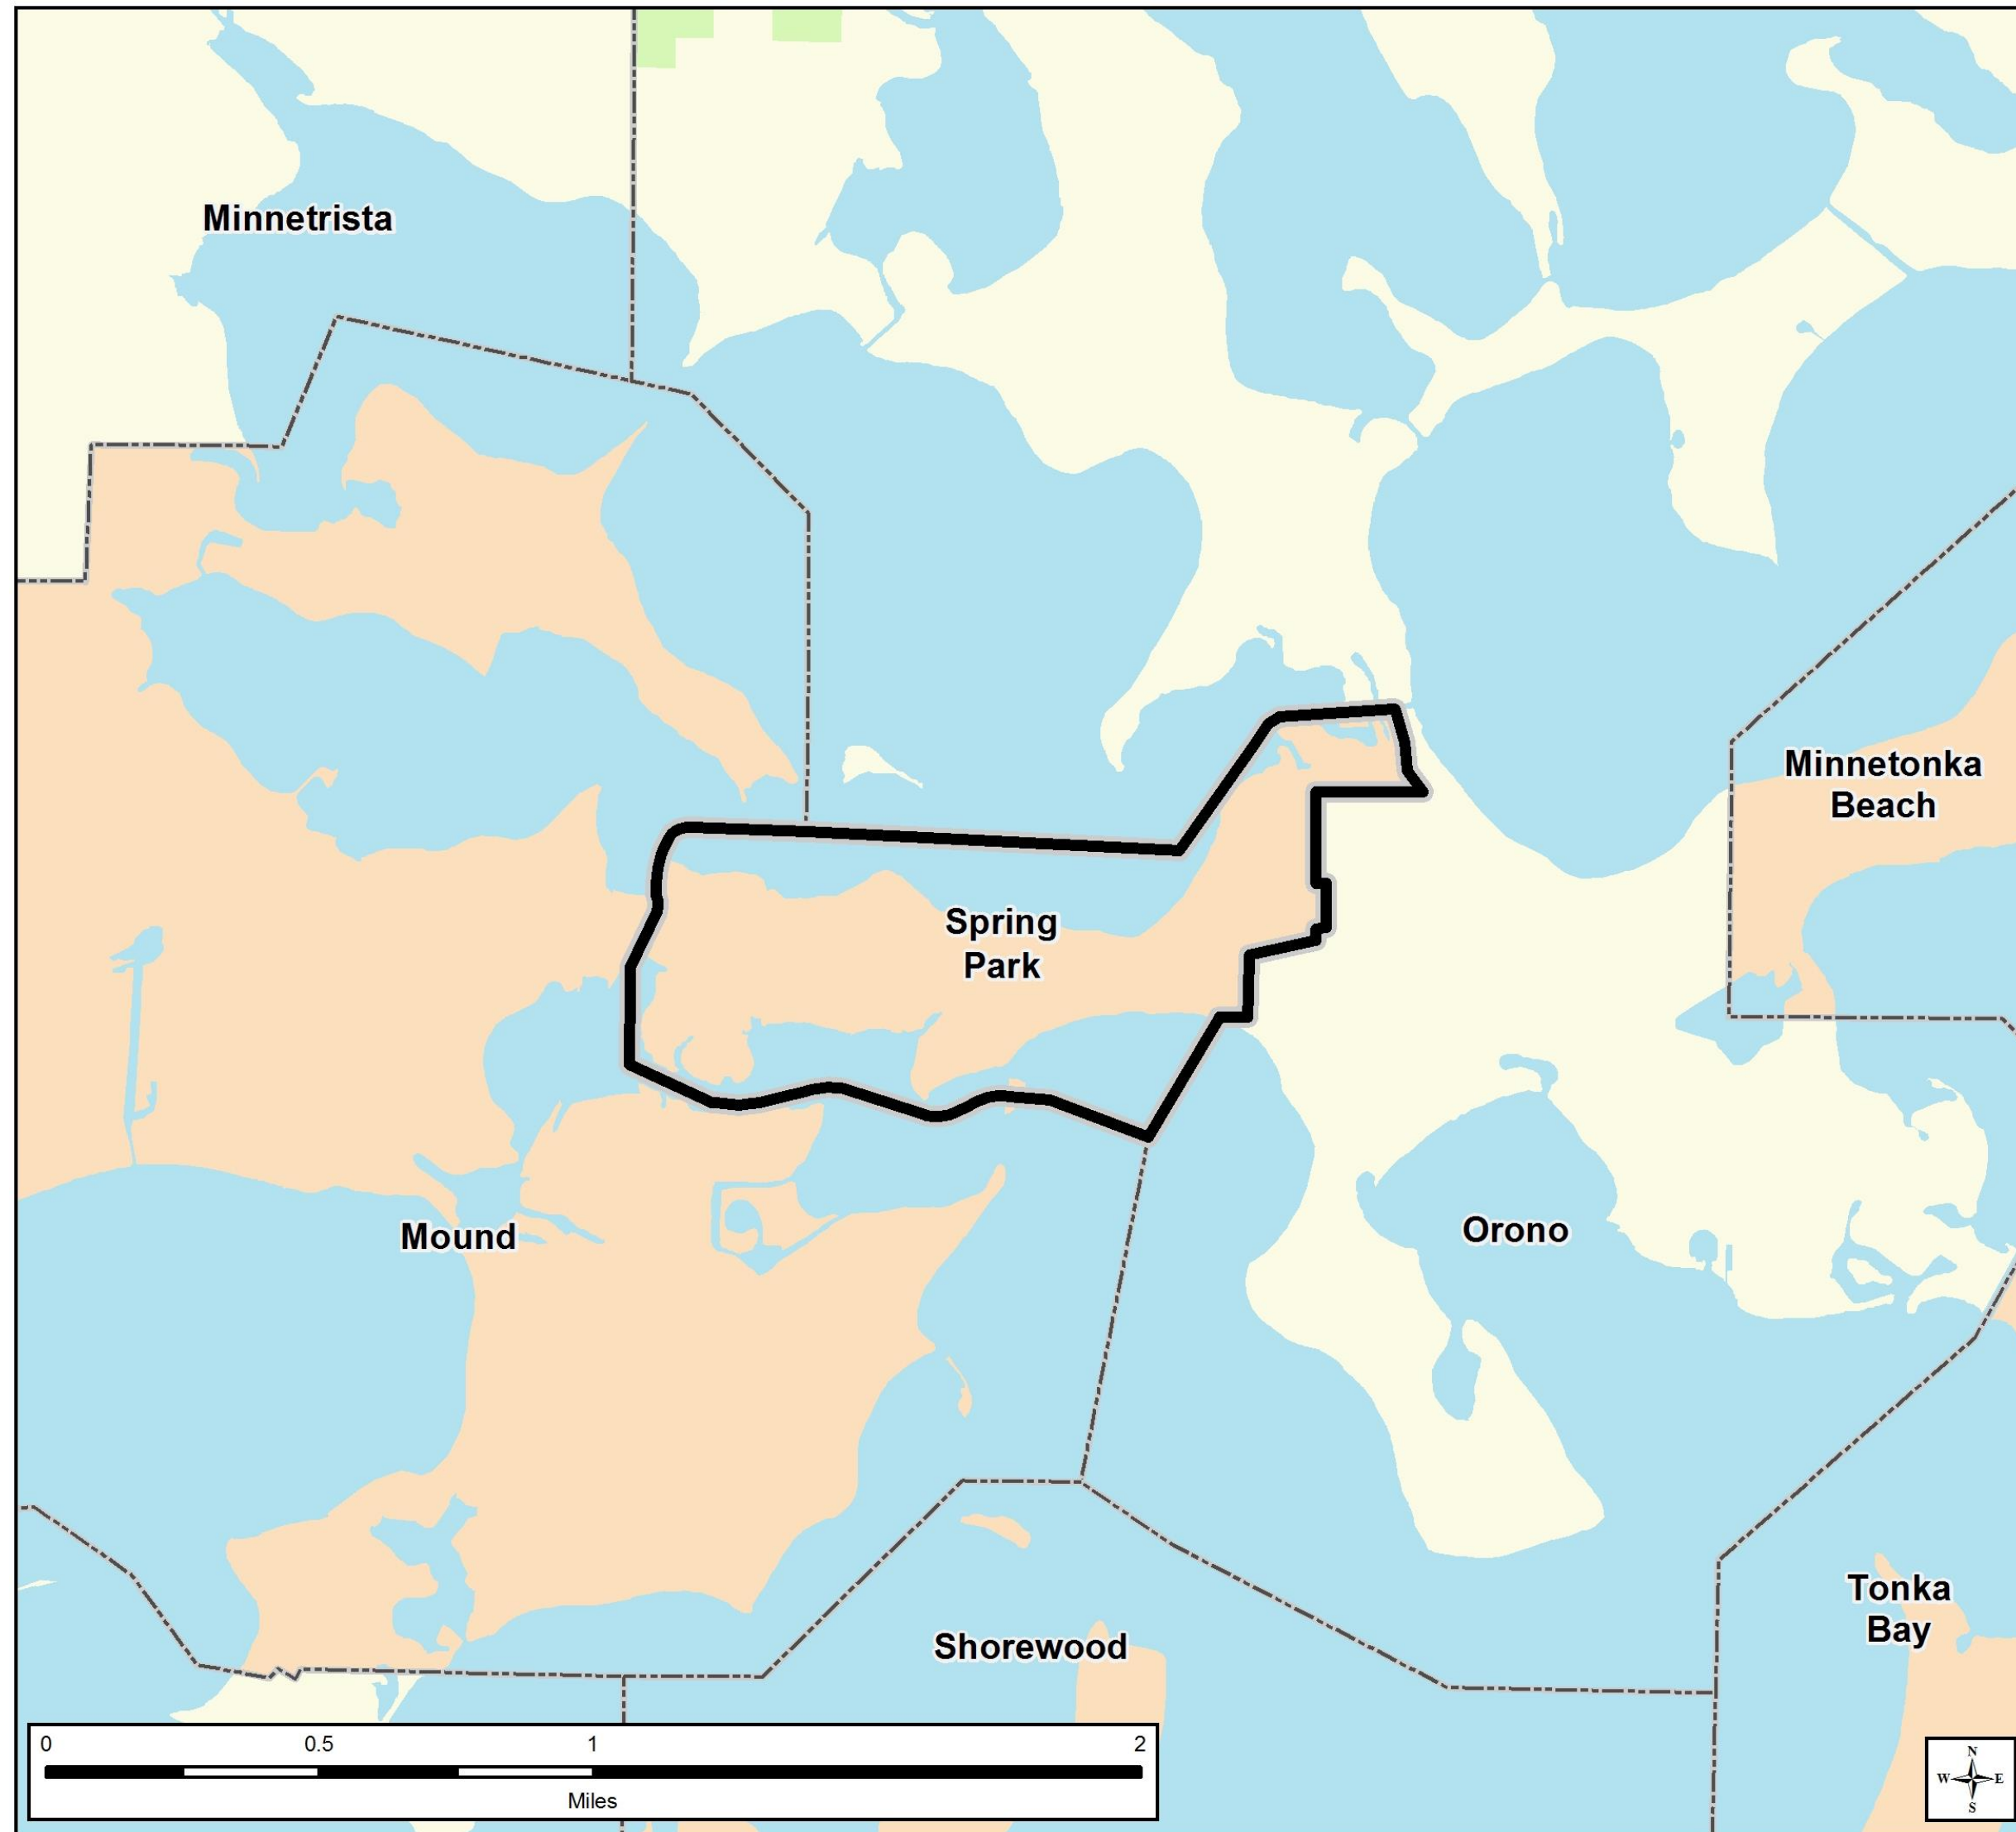 Minnetrista
Minnetonka
Beach
Spring
Park
Mound
Orono
Tonka
Bay
Shorewood
0 0.5 1 2
Miles
N
W E
S